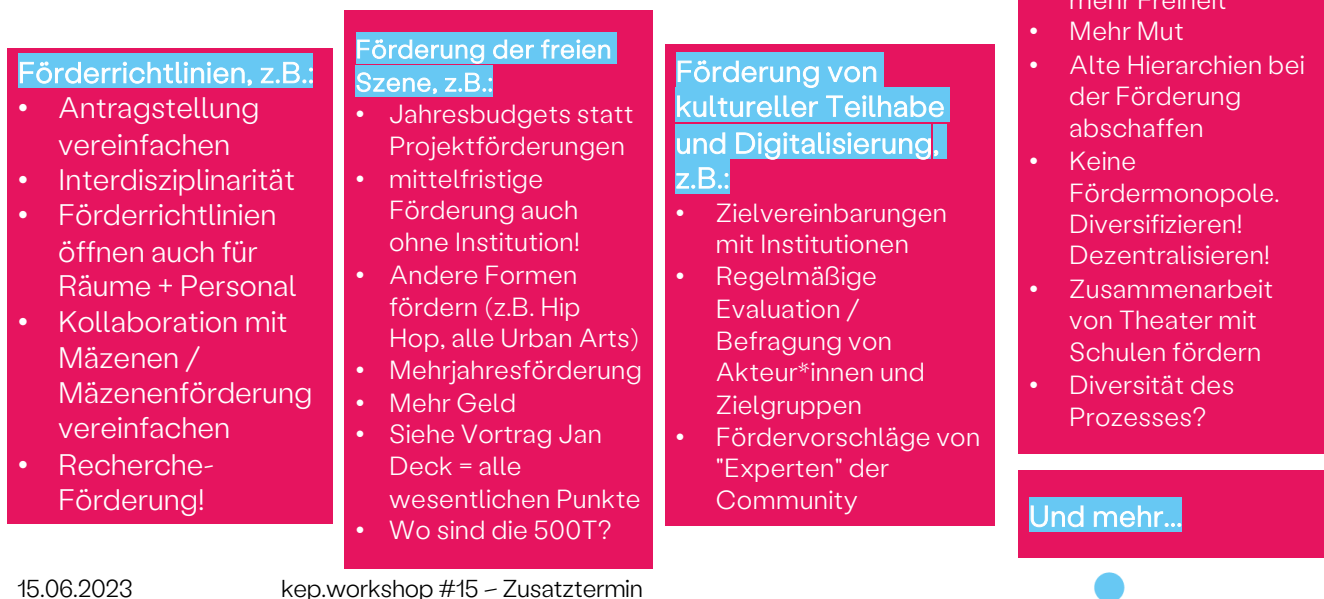 Förderrichtlinien, z.B.:
• Antragstellung
vereinfachen
• Interdisziplinarität
• Förderrichtlinien
öffnen auch für
Räume + Personal
• Kollaboration mit
Mäzenen /
Mäzenenförderung
vereinfachen
• Recherche-
Förderung!
Förderung der freien
Szene, z.B.:
• Jahresbudgets statt
Projektförderungen
• mittelfristige
Förderung auch
ohne Institution!
• Andere Formen
fördern (z.B. Hip
Hop, alle Urban Arts)
• Mehrjahresförderung
• Mehr Geld
• Siehe Vortrag Jan
Deck = alle
wesentlichen Punkte
• Wo sind die 500T?
Förderung von
kultureller Teilhabe
und Digitalisierung,
z.B.:
• Zielvereinbarungen
mit Institutionen
• Regelmäßige
Evaluation /
Befragung von
Akteur*innen und
Zielgruppen
• Fördervorschläge von
"Experten" der
Community
mehr Freiheit
• Mehr Mut
• Alte Hierarchien bei
der Förderung
abschaffen
• Keine
Fördermonopole.
Diversifizieren!
Dezentralisieren!
• Zusammenarbeit
von Theater mit
Schulen fördern
• Diversität des
Prozesses?
Und mehr...
15.06.2023
kep.workshop #15 – Zusatztermin